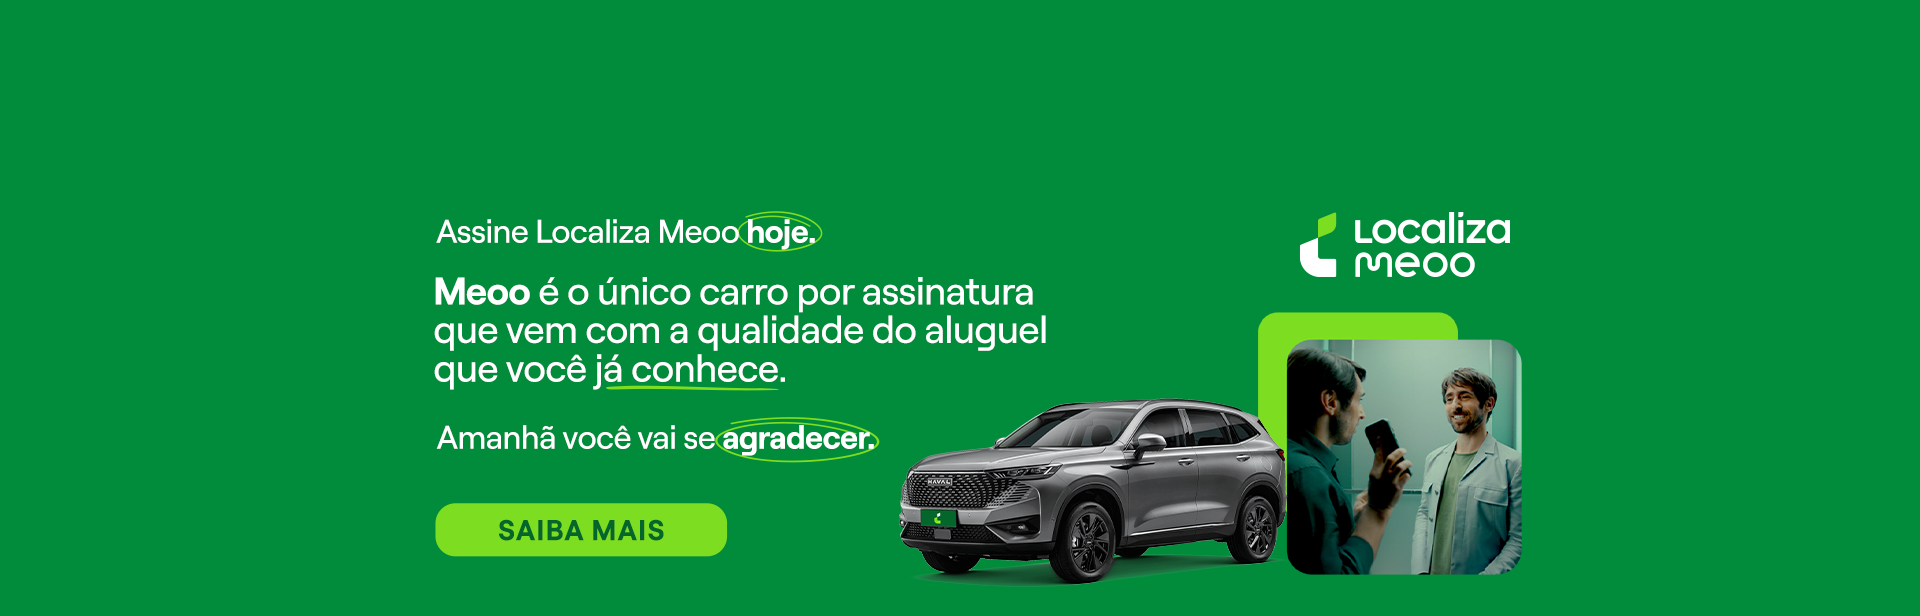 Assine Localiza Meoo hoje.
Localiza
meoo
Meoo é o único carro por assinatura
que vem com a qualidade do aluguel
que você já conhece.
Amanhã você vai se agradecer.
HAVAL
SAIBA MAIS